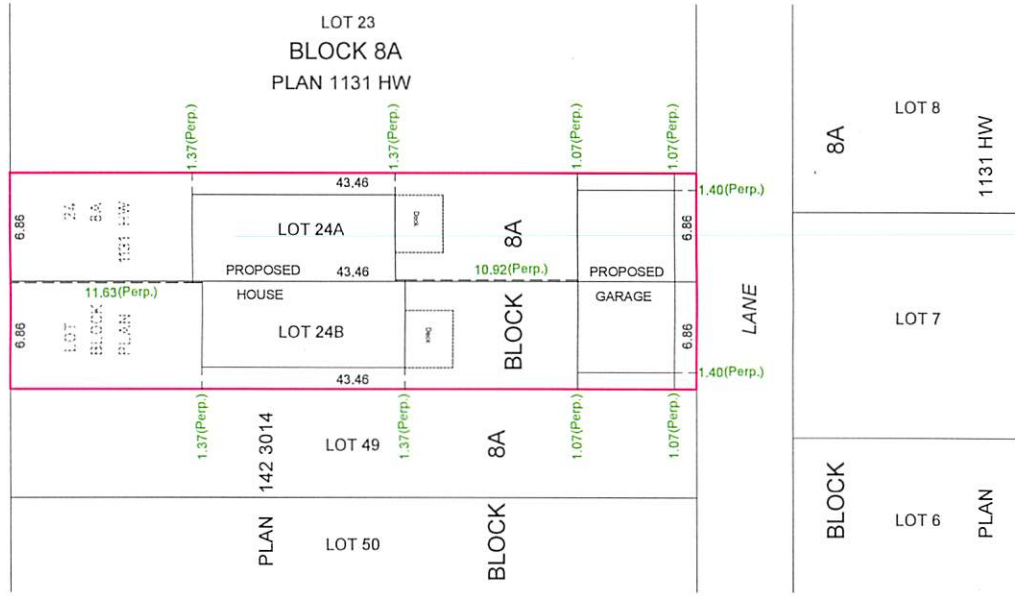 LOT 23
BLOCK 8A
PLAN 1131 HW
1.37(Perp.)
1.37(Perp.)
1.07(Perp.)
1.07(Perp.)
LOT 8
8A
1131 HW
43.46
1.40(Perp.)
6.86
24
8A
1131 HW
LOT 24A
Deck
8A
6.86
PROPOSED
43.46
10.92(Perp.)
PROPOSED
11.63(Perp.)
HOUSE
GARAGE
LANE
LOT 7
6.86
LOT
BLOCK
PLAN
LOT 24B
Deck
BLOCK
6.86
43.46
1.40(Perp.)
1.37(Perp.)
1.37(Perp.)
1.07(Perp.)
1.07(Perp.)
142 3014
LOT 49
8A
PLAN
LOT 50
BLOCK
BLOCK
LOT 6
PLAN